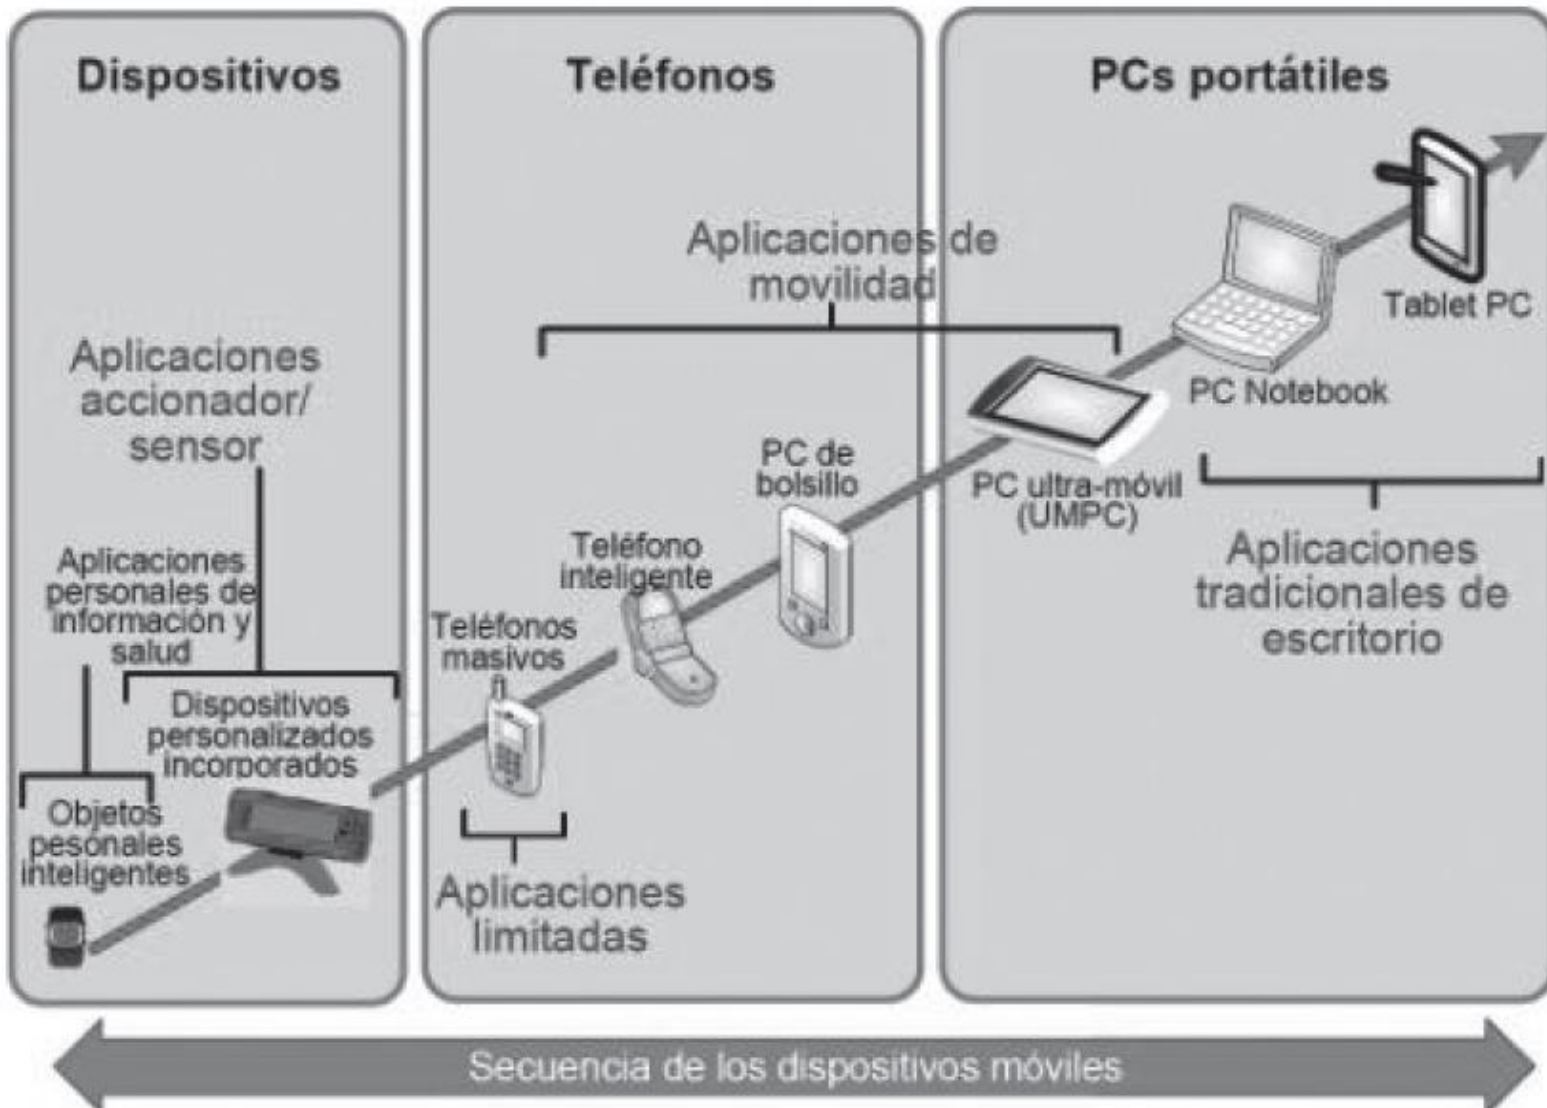 Dispositivos
Aplicaciones
accionador/
sensor
Aplicaciones
personales de
información y
salud
Dispositivos
personalizados
incorporados
Objetos
pesonales
inteligentes
Teléfonos
Aplicaciones de
movilidad
PC de
bolsillo
Teléfono
inteligente
Teléfonos
masivos
Aplicaciones
limitadas
PCs portátiles
Tablet PC
PC Notebook
PC ultra-móvil
(UMPC)
Aplicaciones
tradicionales de
escritorio
Secuencia de los dispositivos móviles